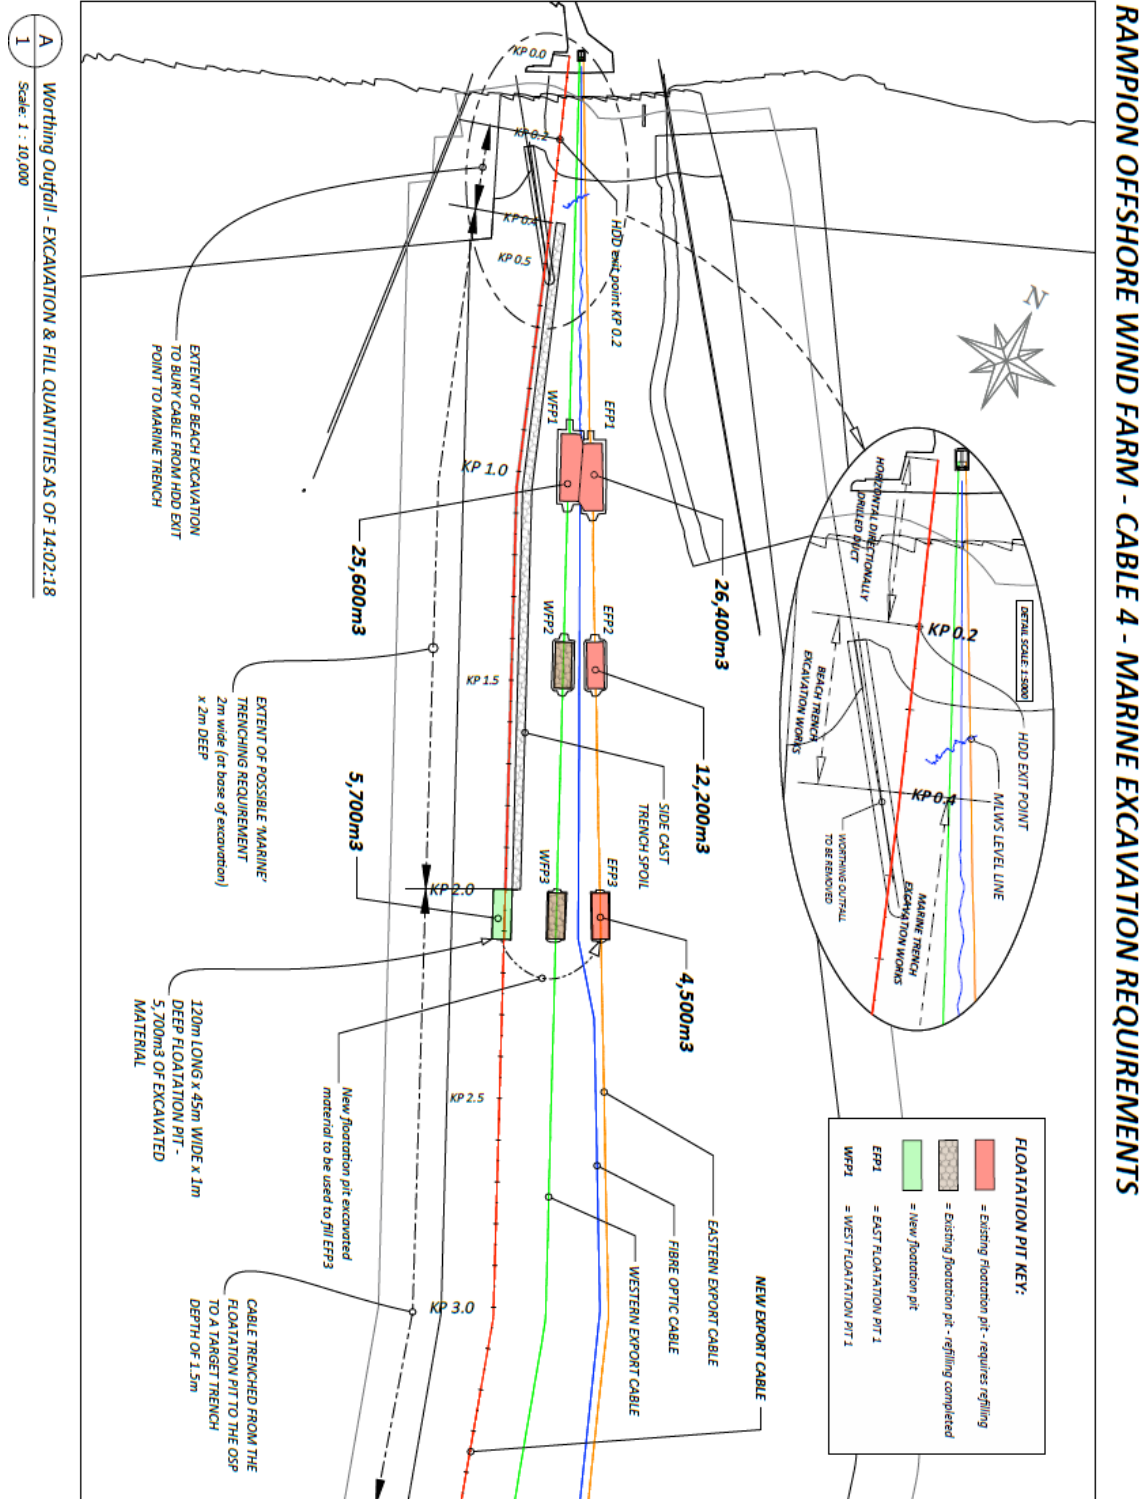 RAMPION OFFSHORE WIND FARM - CABLE 4 - MARINE EXCAVATION REQUIREMENTS
N
FLOATATION PIT KEY:
= Existing Floatation pit - requires refilling
= Existing floatation pit - refilling completed
= New floatation pit
EFP1 = EAST FLOATATION PIT 1
WFP1 = WEST FLOATATION PIT 1
DETAIL SCALE: 1:5000
HORIZONTAL DIRECTIONALLY
DRILLED DUCT
KP 0.2
HDD EXIT POINT
MLWS LEVEL LINE
BEACH TRENCH
EXCAVATION WORKS
KP 0.4
WORTHING OUTFALL
TO BE REMOVED
MARINE TRENCH
EXCAVATION WORKS
KP 0.0
KP 0.2
KP 0.4
KP 0.5
HDD exit point KP 0.2
KP 1.0
KP 1.5
KP 2.0
KP 2.5
KP 3.0
EFP1
WFP1
EFP2
WFP2
EFP3
WFP3
26,400m3
25,600m3
12,200m3
5,700m3
4,500m3
SIDE CAST
TRENCH SPOIL
NEW EXPORT CABLE
EASTERN EXPORT CABLE
FIBRE OPTIC CABLE
WESTERN EXPORT CABLE
EXTENT OF BEACH EXCAVATION
TO BURY CABLE FROM HDD EXIT
POINT TO MARINE TRENCH
EXTENT OF POSSIBLE 'MARINE'
TRENCHING REQUIREMENT
2m wide (at base of excavation)
x 2m DEEP
New floatation pit excavated
material to be used to fill EFP3
120m LONG x 45m WIDE x 1m
DEEP FLOATATION PIT -
5,700m3 OF EXCAVATED
MATERIAL
CABLE TRENCHED FROM THE
FLOATATION PIT TO THE OSP
TO A TARGET TRENCH
DEPTH OF 1.5m
A
1
Worthing Outfall - EXCAVATION & FILL QUANTITIES AS OF 14:02:18
Scale: 1 : 10,000